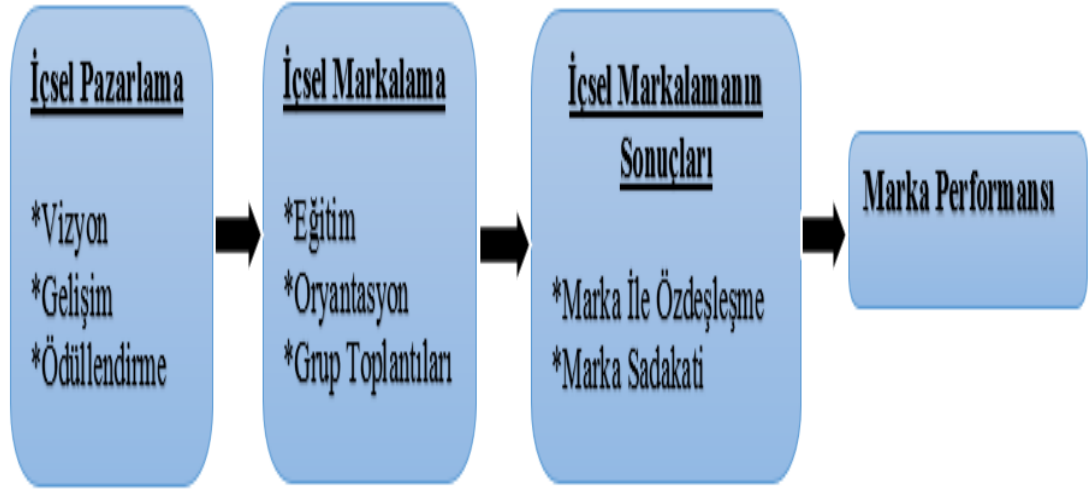 İçsel Pazarlama
*Vizyon
*Gelişim
*Ödüllendirme
İçsel Markalama
*Eğitim
*Oryantasyon
*Grup Toplantıları
İçsel Markalamanın
Sonuçları
*Marka İle Özdeşleşme
*Marka Sadakati
Marka Performansı